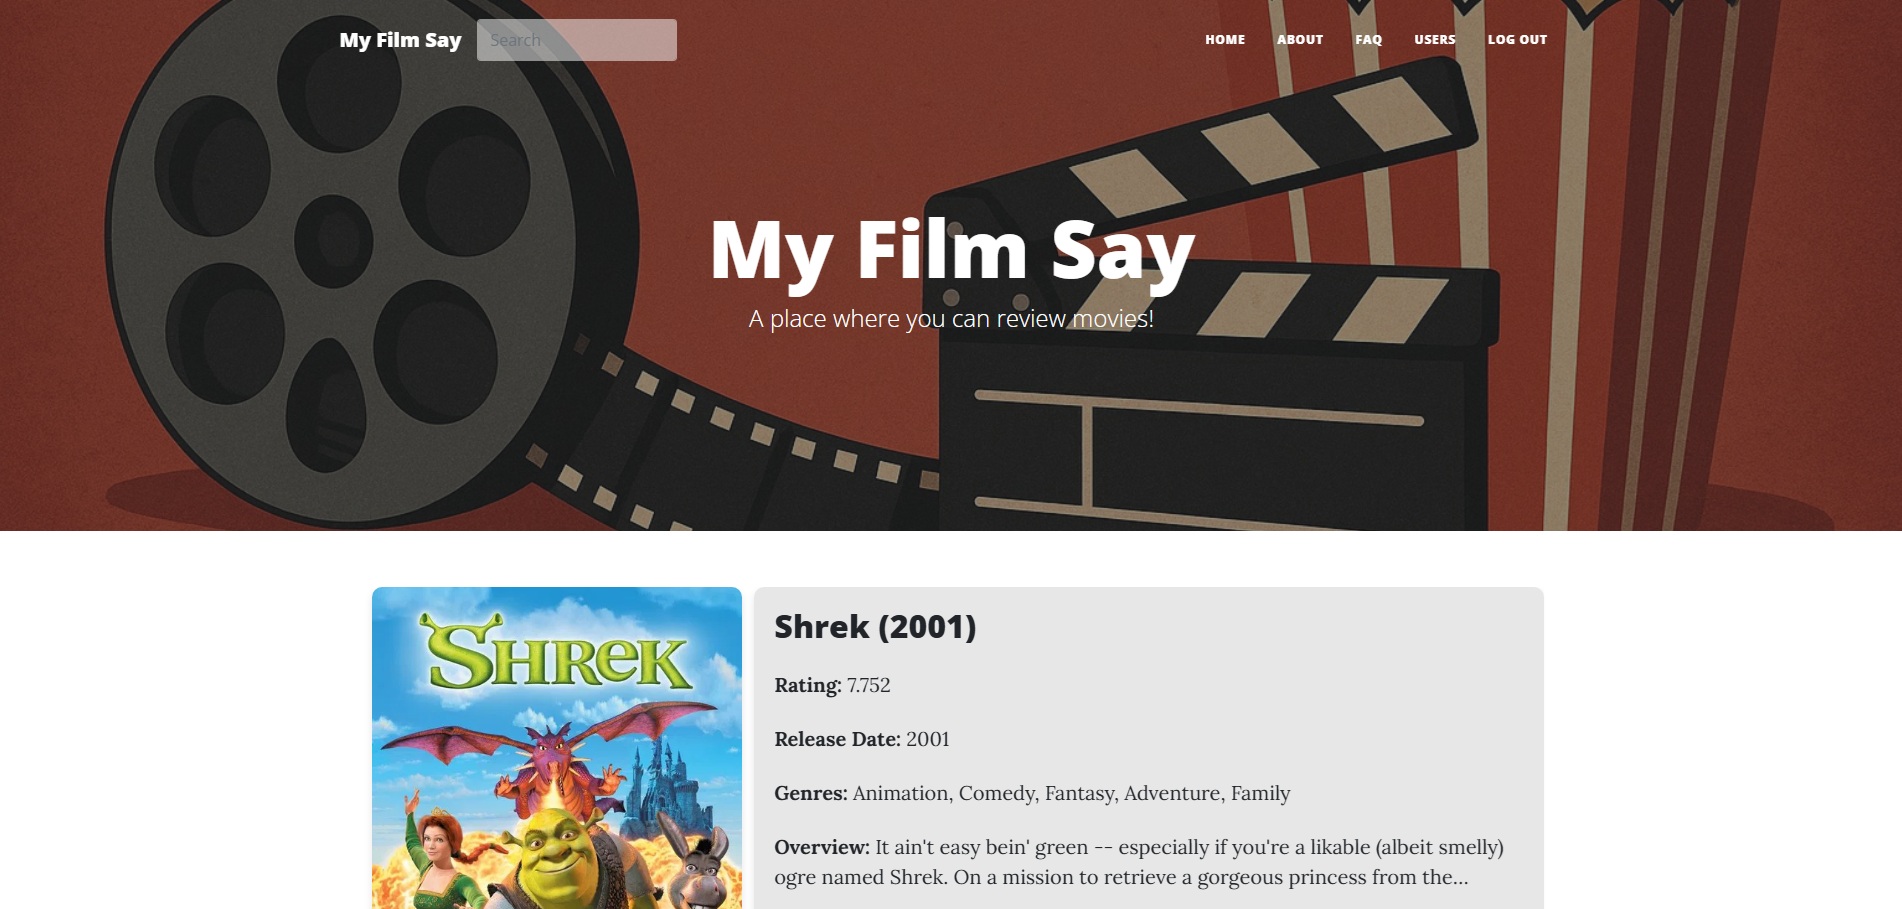 My Film Say
Search
HOME ABOUT FAQ USERS LOG OUT
My Film Say
A place where you can review movies!
SHREK
Shrek (2001)
Rating: 7.752
Release Date: 2001
Genres: Animation, Comedy, Fantasy, Adventure, Family
Overview: It ain't easy bein' green -- especially if you're a likable (albeit smelly)
ogre named Shrek. On a mission to retrieve a gorgeous princess from the...